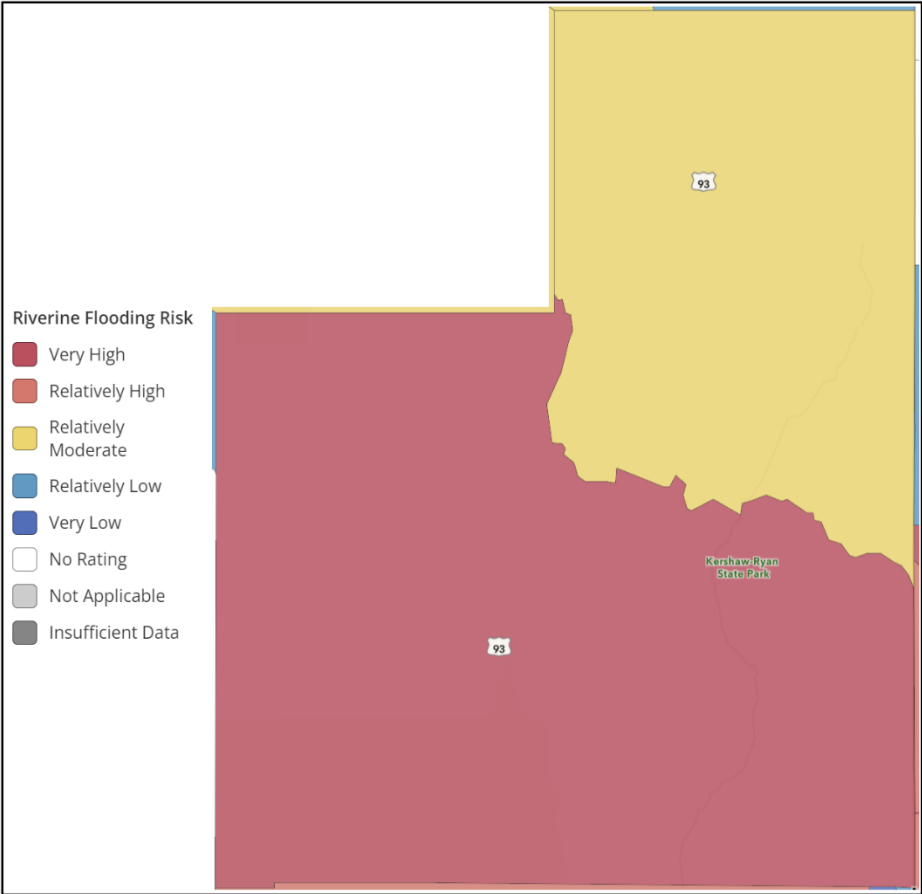 93
Riverine Flooding Risk
Very High
Relatively High
Relatively
Moderate
Relatively Low
Very Low
No Rating
Not Applicable
Insufficient Data
Kershaw-Ryan
State Park
93